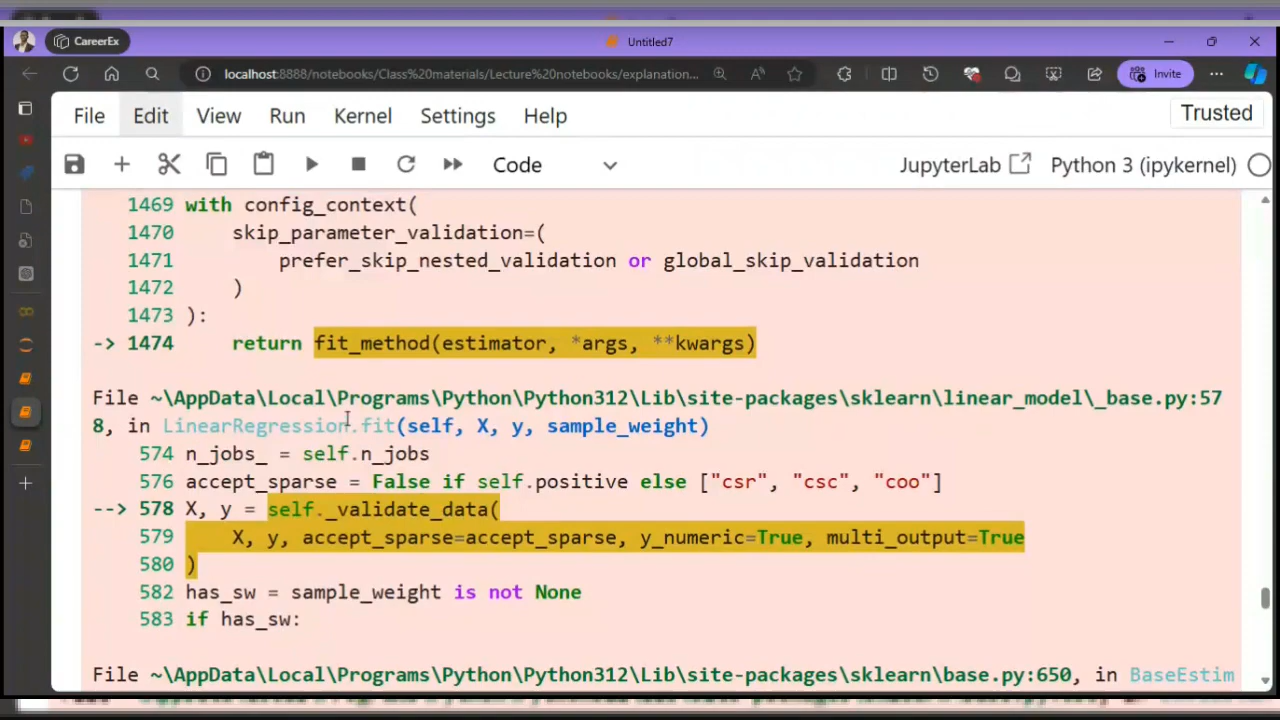 CareerEx
Untitled7
localhost:8888/notebooks/Class%20materials/Lecture%20notebooks/explanation...
Invite
File Edit View Run Kernel Settings Help
Trusted
Code
JupyterLab
Python 3 (ipykernel)
1469 with config_context(
1470 skip_parameter_validation=(
1471 prefer_skip_nested_validation or global_skip_validation
1472 )
1473 ):
-> 1474 return fit_method(estimator, *args, **kwargs)
File ~\AppData\Local\Programs\Python\Python312\Lib\site-packages\sklearn\linear_model\_base.py:57
8, in LinearRegression.fit(self, X, y, sample_weight)
574 n_jobs_ = self.n_jobs
576 accept_sparse = False if self.positive else ["csr", "csc", "coo"]
--> 578 X, y = self._validate_data(
579 X, y, accept_sparse=accept_sparse, y_numeric=True, multi_output=True
580 )
582 has_sw = sample_weight is not None
583 if has_sw:
File ~\AppData\Local\Programs\Python\Python312\Lib\site-packages\sklearn\base.py:650, in BaseEstim